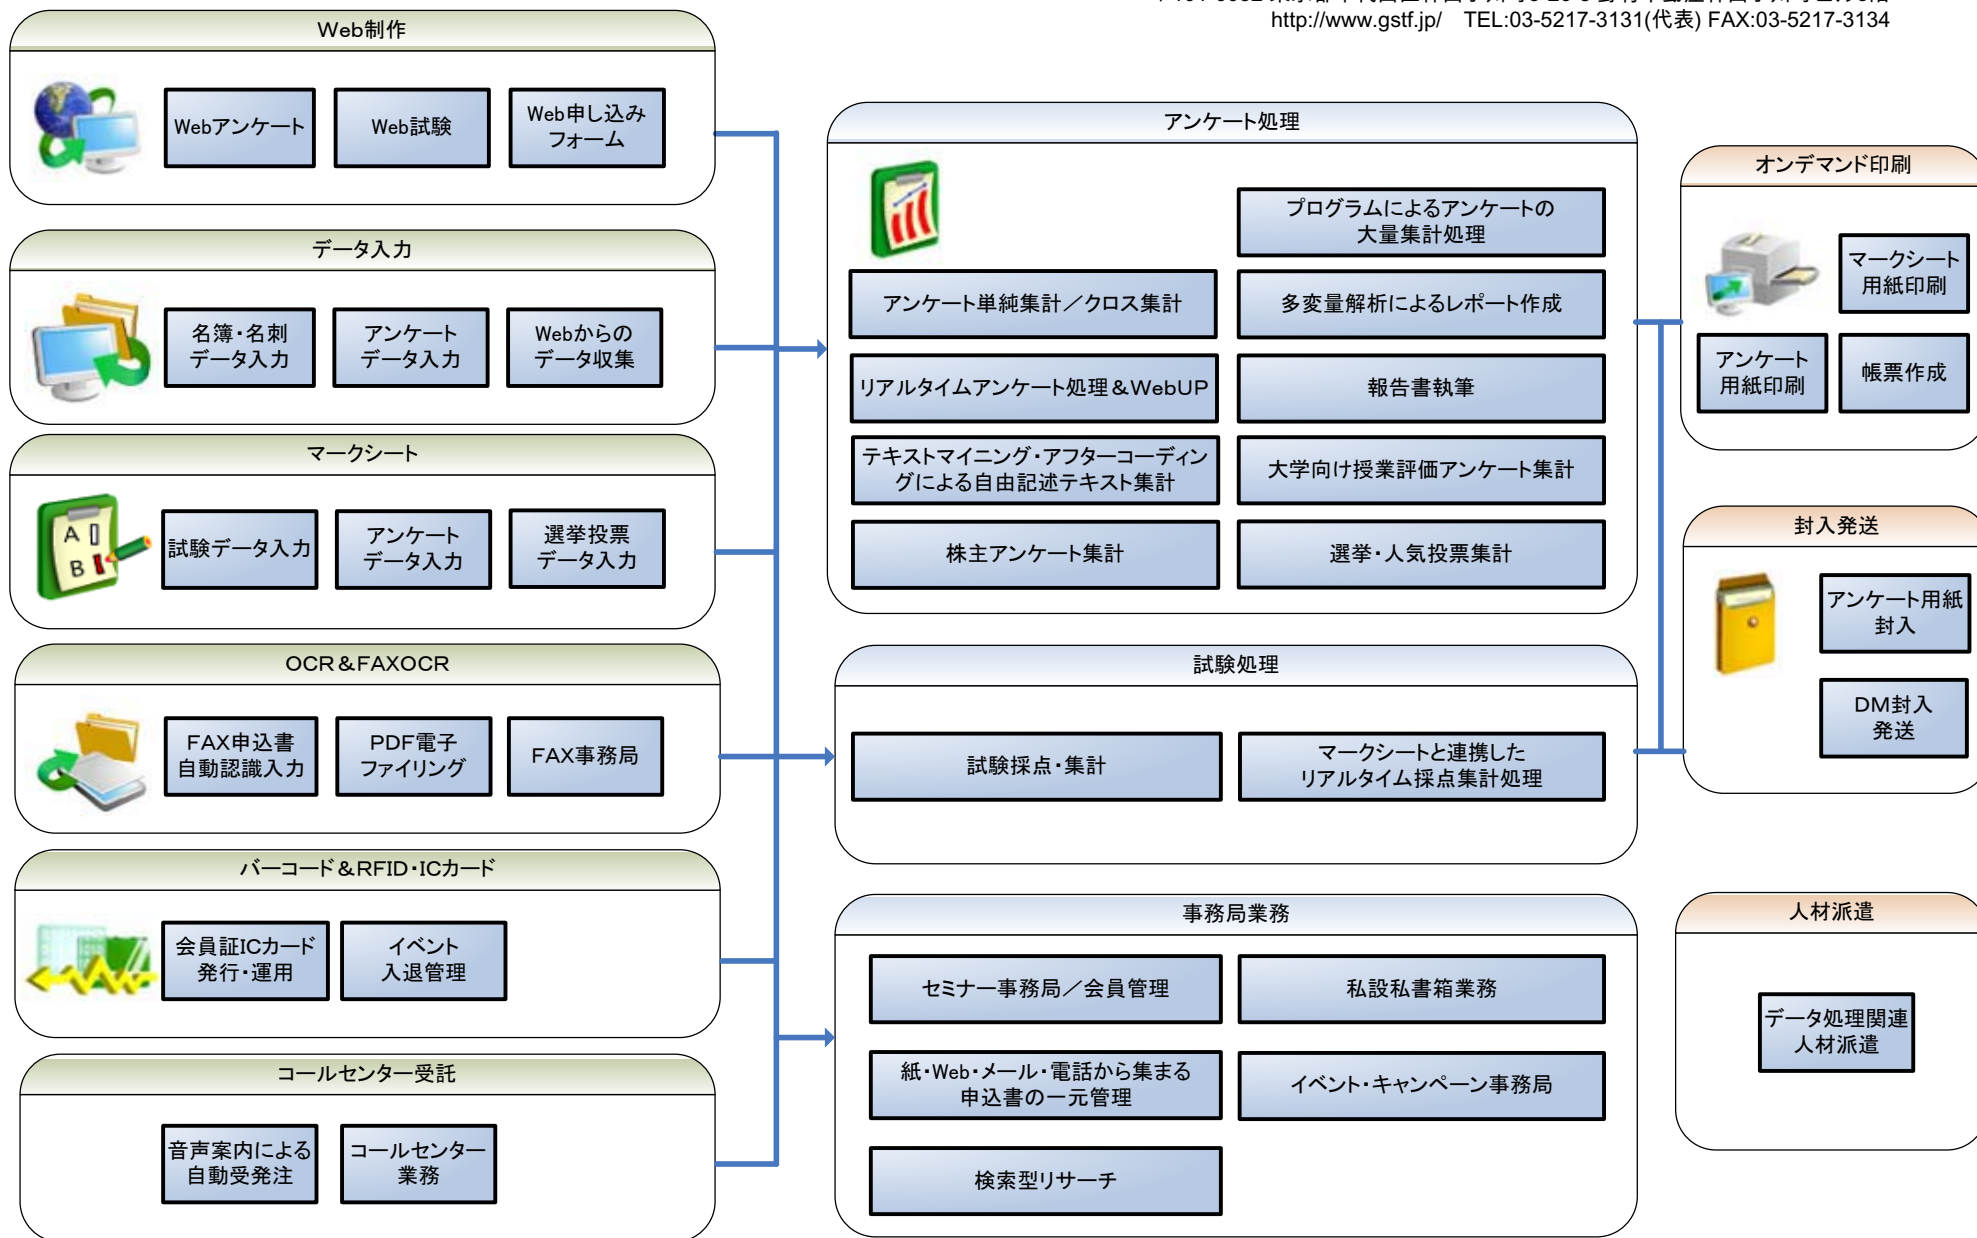 http://www.gstf.jp/ TEL:03-5217-3131(代表) FAX:03-5217-3134
Web制作
Webアンケート
Web試験
Web申し込み
フォーム
データ入力
名簿・名刺
データ入力
アンケート
データ入力
Webからの
データ収集
マークシート
A
B
試験データ入力
アンケート
データ入力
選挙投票
データ入力
OCR&FAXOCR
FAX申込書
自動認識入力
PDF電子
ファイリング
FAX事務局
バーコード&RFID・ICカード
会員証ICカード
発行・運用
イベント
入退管理
コールセンター受託
音声案内による
自動受発注
コールセンター
業務
アンケート処理
プログラムによるアンケートの
大量集計処理
アンケート単純集計/クロス集計
多変量解析によるレポート作成
リアルタイムアンケート処理&WebUP
報告書執筆
テキストマイニング・アフターコーディン
グによる自由記述テキスト集計
大学向け授業評価アンケート集計
株主アンケート集計
選挙・人気投票集計
試験処理
試験採点・集計
マークシートと連携した
リアルタイム採点集計処理
事務局業務
セミナー事務局/会員管理
私設私書箱業務
紙・Web・メール・電話から集まる
申込書の一元管理
イベント・キャンペーン事務局
検索型リサーチ
オンデマンド印刷
マークシート
用紙印刷
アンケート
用紙印刷
帳票作成
封入発送
アンケート用紙
封入
DM封入
発送
人材派遣
データ処理関連
人材派遣